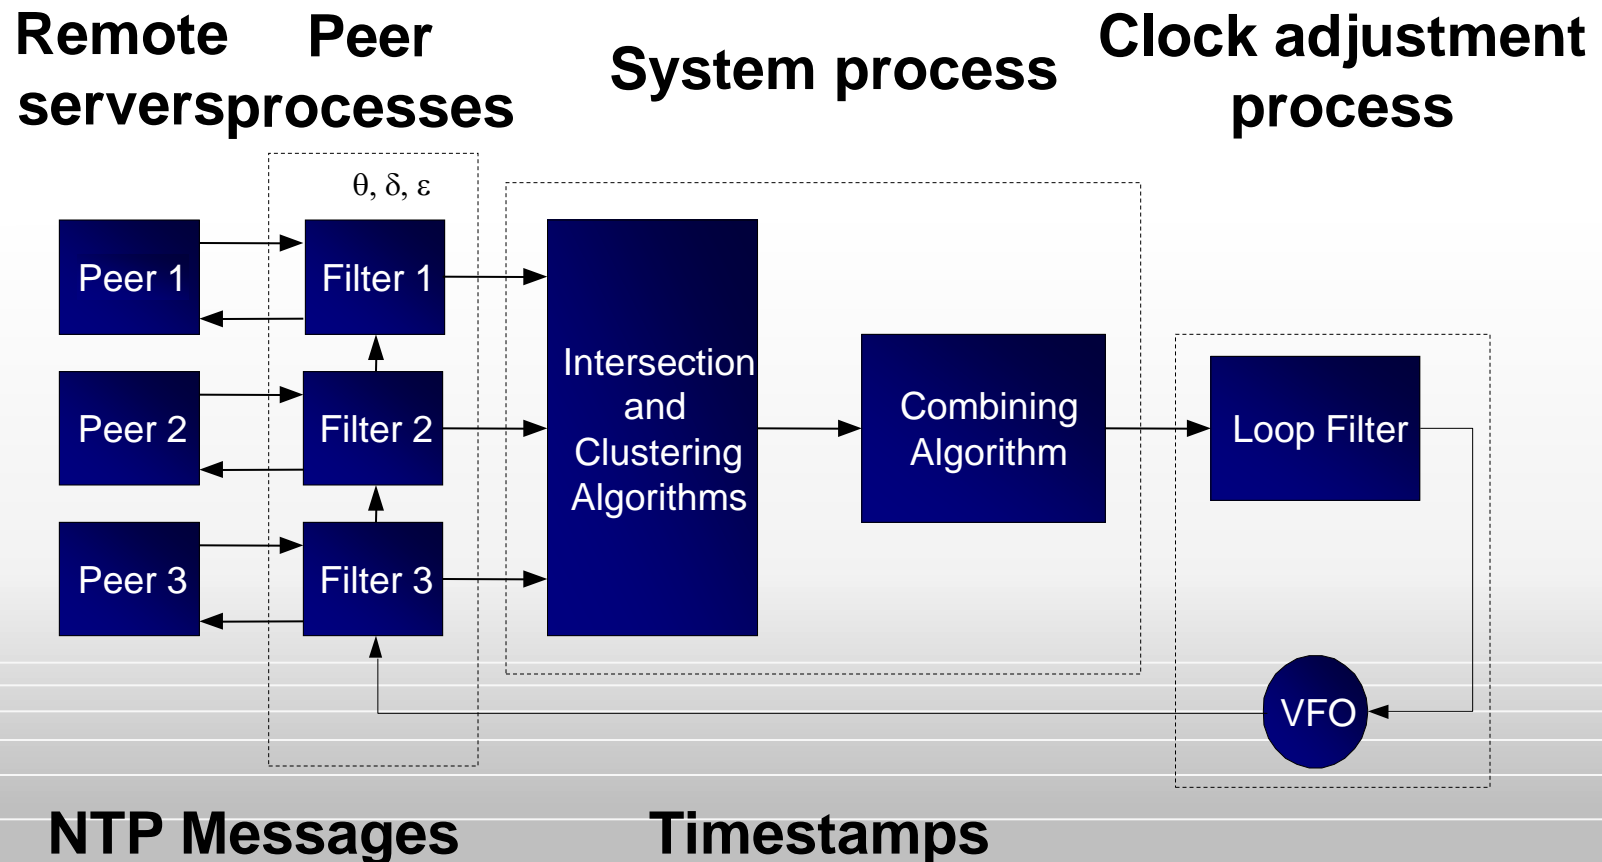 Remote
servers
Peer
processes
System process
Clock adjustment
process
θ, δ, ε
Peer 1
Filter 1
Peer 2
Filter 2
Peer 3
Filter 3
Intersection
and
Clustering
Algorithms
Combining
Algorithm
Loop Filter
VFO
NTP Messages
Timestamps